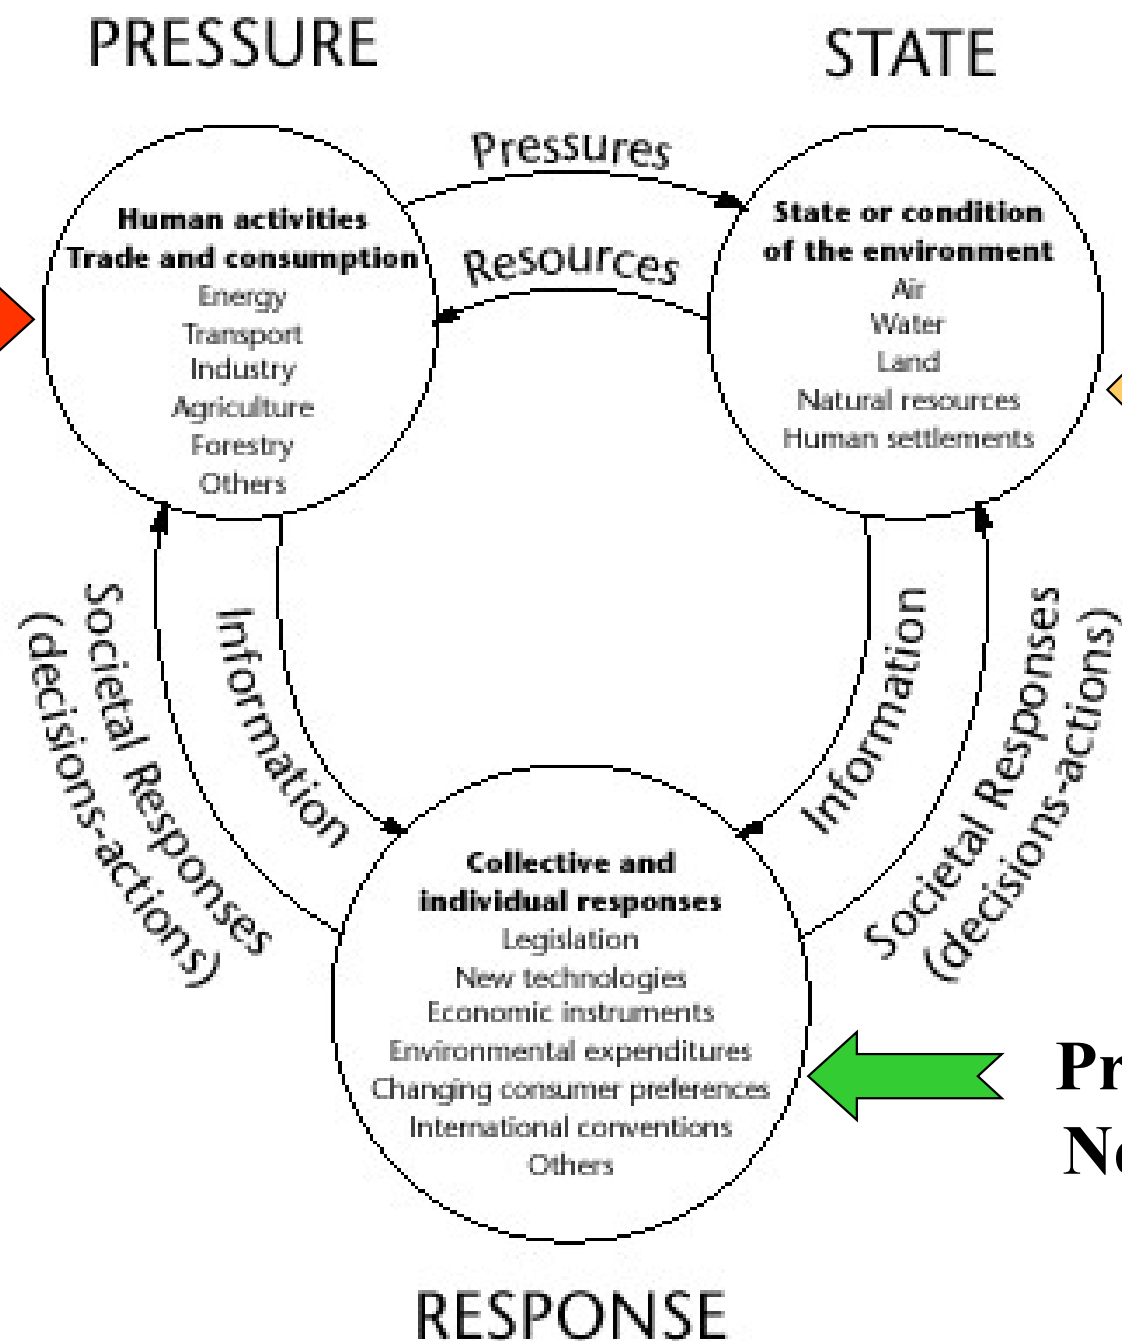 PRESSURE
STATE
Pressures
Resources
Human activities
Trade and consumption
Energy
Transport
Industry
Agriculture
Forestry
Others
State or condition
of the environment
Air
Water
Land
Natural resources
Human settlements
Societal Responses
(decisions-actions)
Information
Information
Societal Responses
(decisions-actions)
Collective and
individual responses
Legislation
New technologies
Economic instruments
Environmental expenditures
Changing consumer preferences
International conventions
Others
RESPONSE